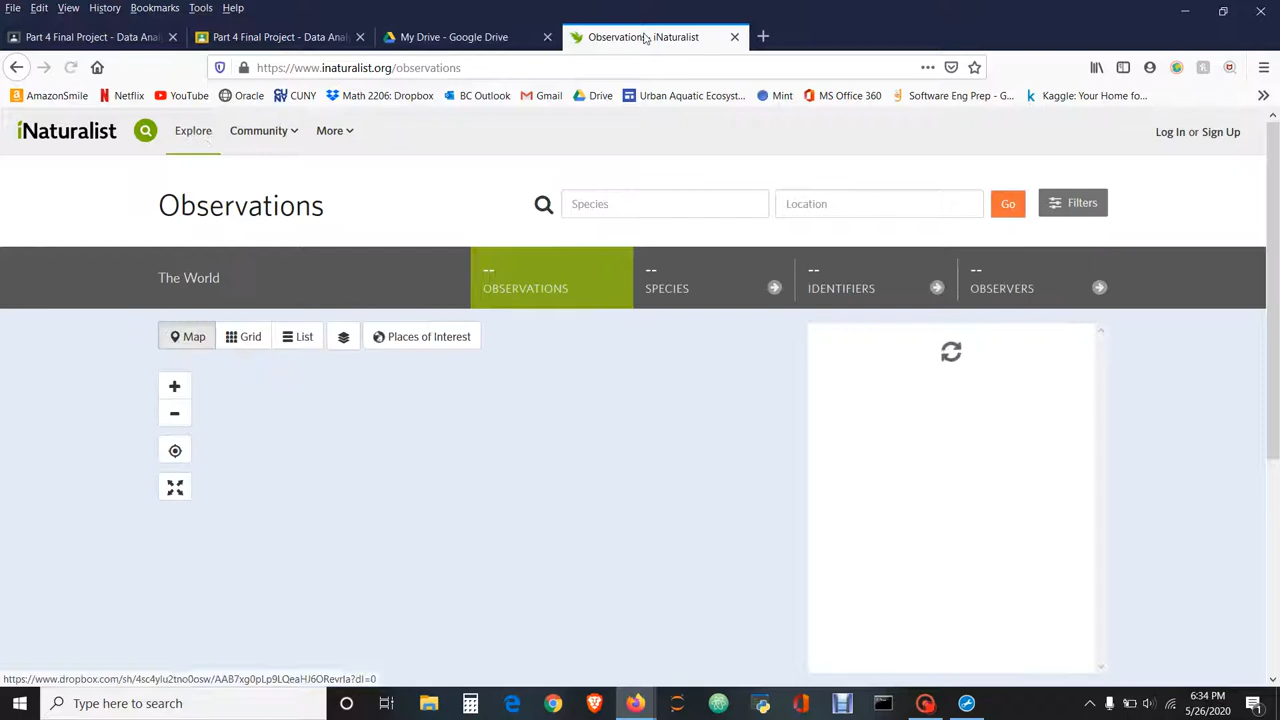 File Edit View History Bookmarks Tools Help
Part 4 Final Project - Data Anal Part 4 Final Project - Data Anal My Drive - Google Drive Observations · iNaturalist
https://www.inaturalist.org/observations
AmazonSmile Netflix YouTube Oracle CUNY Math 2206: Dropbox BC Outlook Gmail Drive Urban Aquatic Ecosyst... Mint MS Office 360 Software Eng Prep - G... Kaggle: Your Home fo...
iNaturalist Explore Community More Log In or Sign Up
Observations Species Location Go Filters
The World
-- -- -- --
OBSERVATIONS SPECIES IDENTIFIERS OBSERVERS
Map Grid List Places of Interest
+
-
https://www.dropbox.com/sh/4sc4ylu2tno0osw/AAB7xg0pLp9LQeaHJ6ORevrIa?dl=0
Type here to search
6:34 PM
5/26/2020